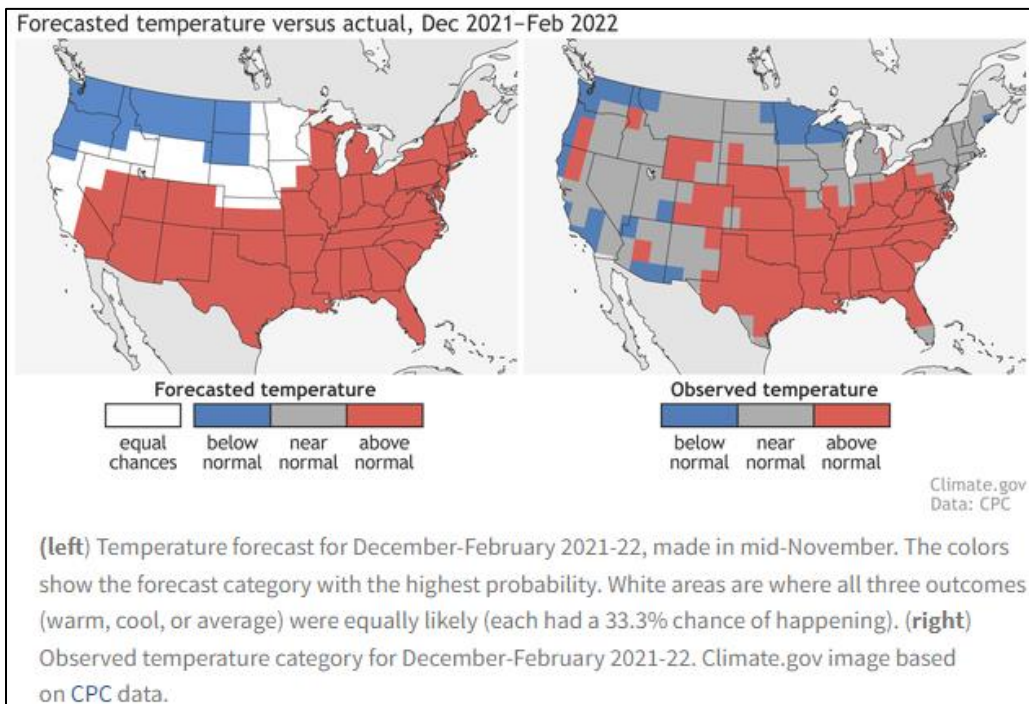 Forecasted temperature versus actual, Dec 2021–Feb 2022
Forecasted temperature
equal chances
below normal
near normal
above normal
Observed temperature
below normal
near normal
above normal
Climate.gov
Data: CPC
(left) Temperature forecast for December-February 2021-22, made in mid-November. The colors
show the forecast category with the highest probability. White areas are where all three outcomes
(warm, cool, or average) were equally likely (each had a 33.3% chance of happening). (right)
Observed temperature category for December-February 2021-22. Climate.gov image based
on CPC data.